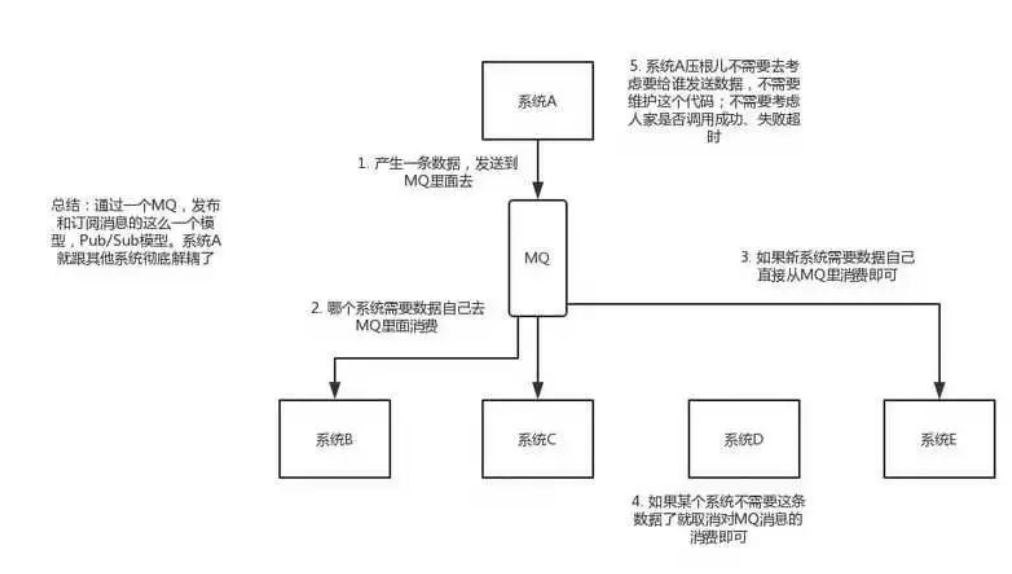 系统A
5. 系统A压根儿不需要去考
虑要给谁发送数据，不需要
维护这个代码；不需要考虑
人家是否调用成功、失败超
时
1. 产生一条数据，发送到
MQ里面去
总结：通过一个MQ，发布
和订阅消息的这么一个模
型，Pub/Sub模型。系统A
就跟其他系统彻底解耦了
MQ
3. 如果新系统需要数据自己
直接从MQ里消费即可
2. 哪个系统需要数据自己去
MQ里面消费
系统B
系统C
系统D
系统E
4. 如果某个系统不需要这条
数据了就取消对MQ消息的
消费即可